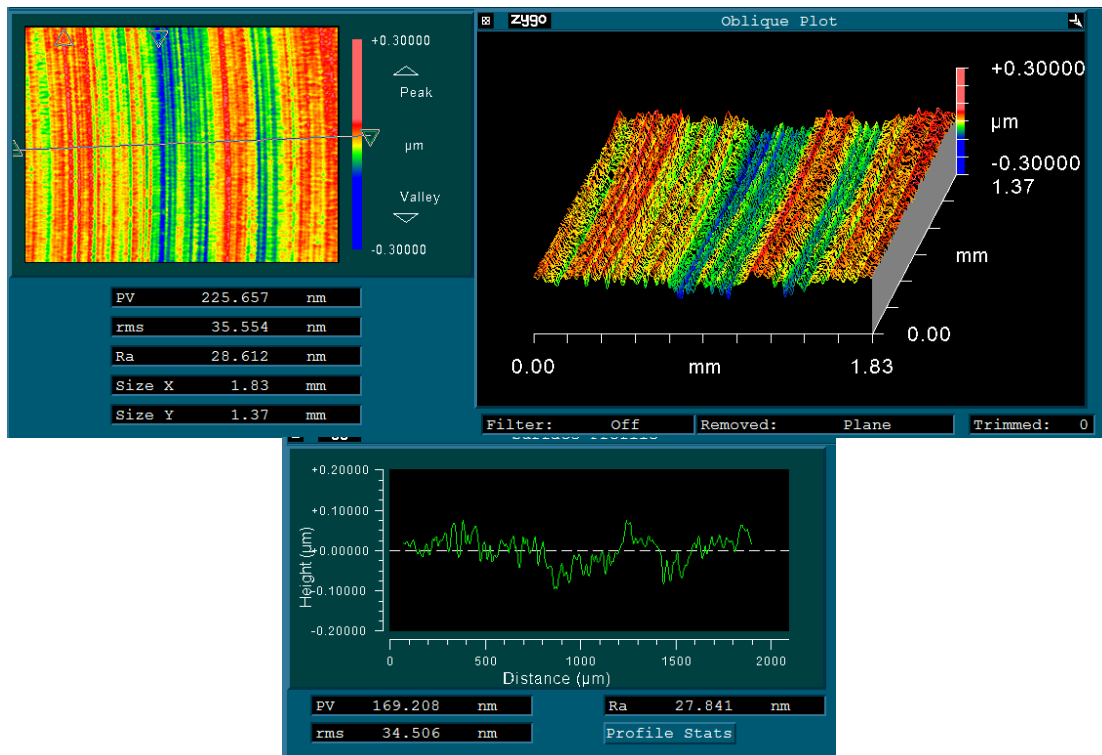 zygo
Oblique Plot
+0.30000
Peak
µm
Valley
-0.30000
+0.30000
µm
-0.30000
1.37
mm
0.00
0.00
mm
1.83
PV 225.657 nm
rms 35.554 nm
Ra 28.612 nm
Size X 1.83 mm
Size Y 1.37 mm
Filter: Off
Removed: Plane
Trimmed: 0
Surface Profile
+0.20000
+0.10000
+0.00000
-0.10000
-0.20000
Height (µm)
0 500 1000 1500 2000
Distance (µm)
PV 169.208 nm
rms 34.506 nm
Ra 27.841 nm
Profile Stats